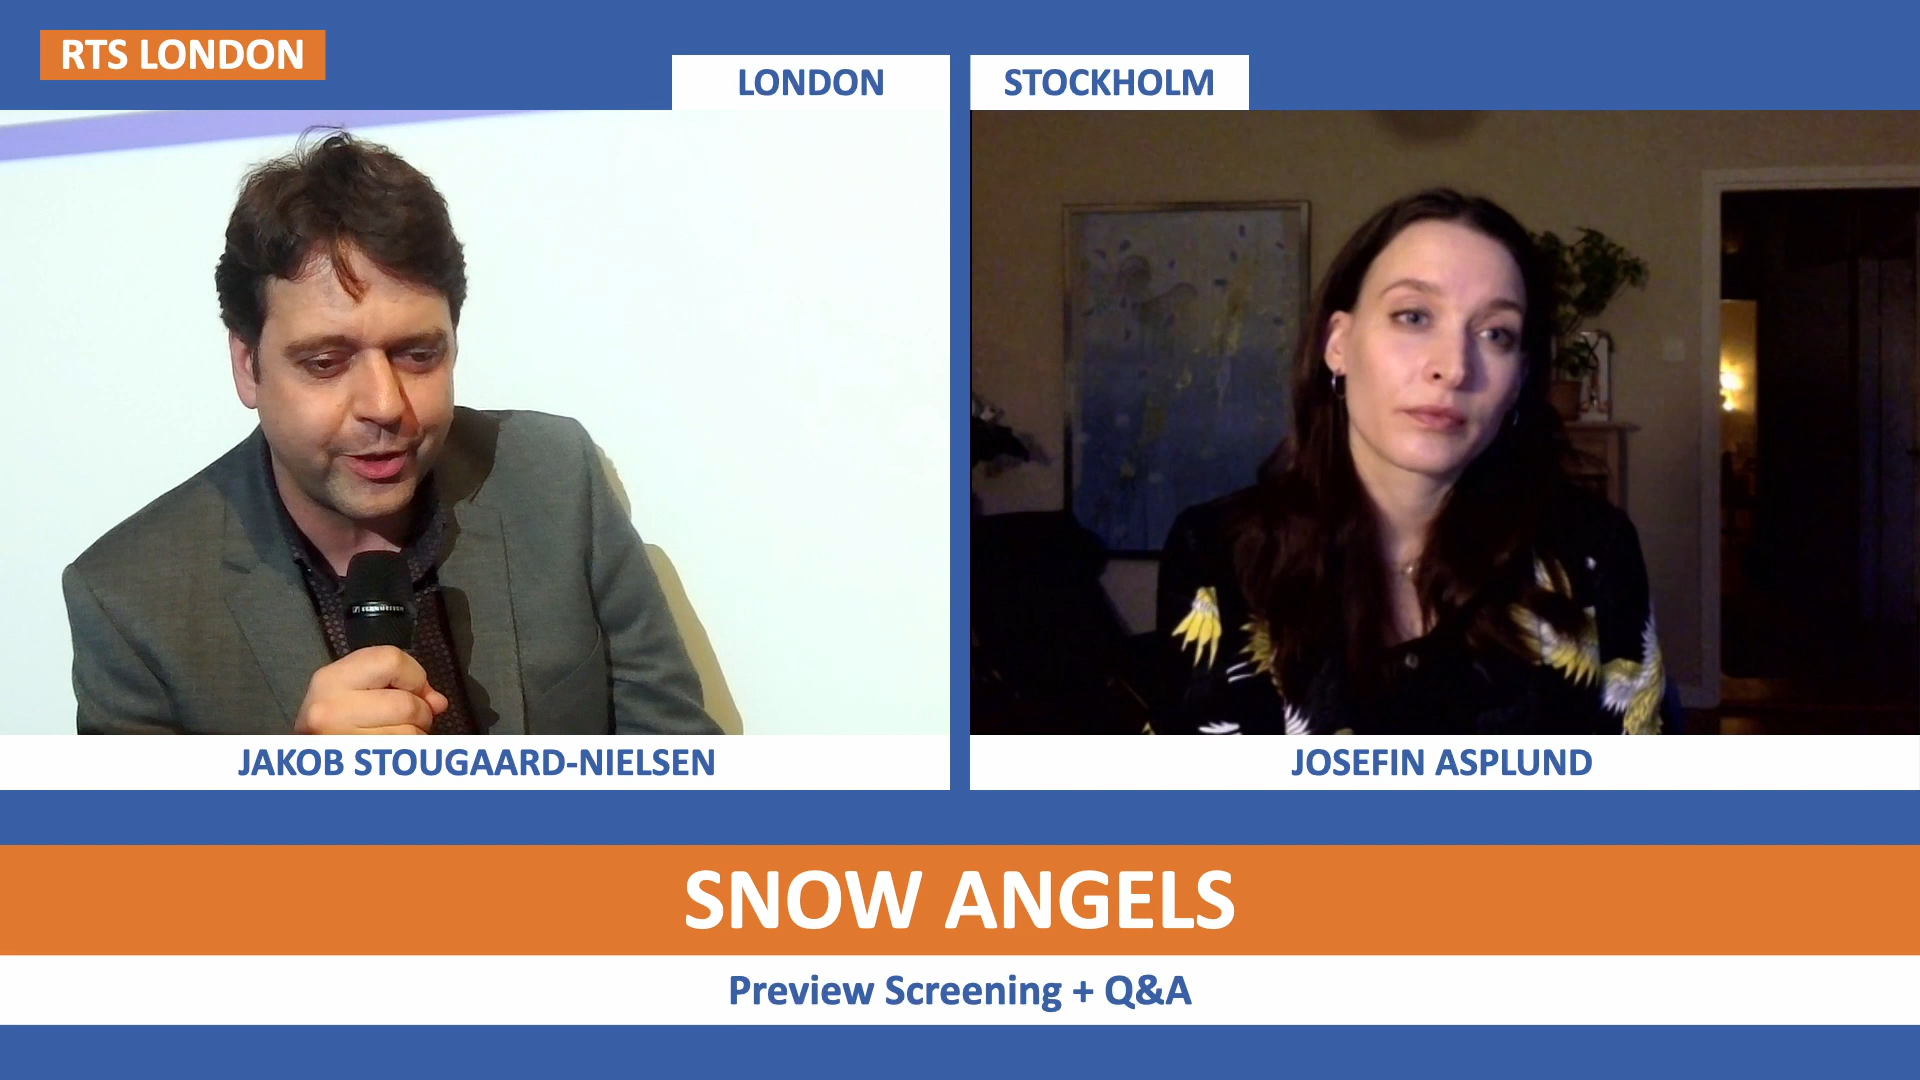 RTS LONDON
LONDON
STOCKHOLM
JAKOB STOUGAARD-NIELSEN
JOSEFIN ASPLUND
SNOW ANGELS
Preview Screening + Q&A